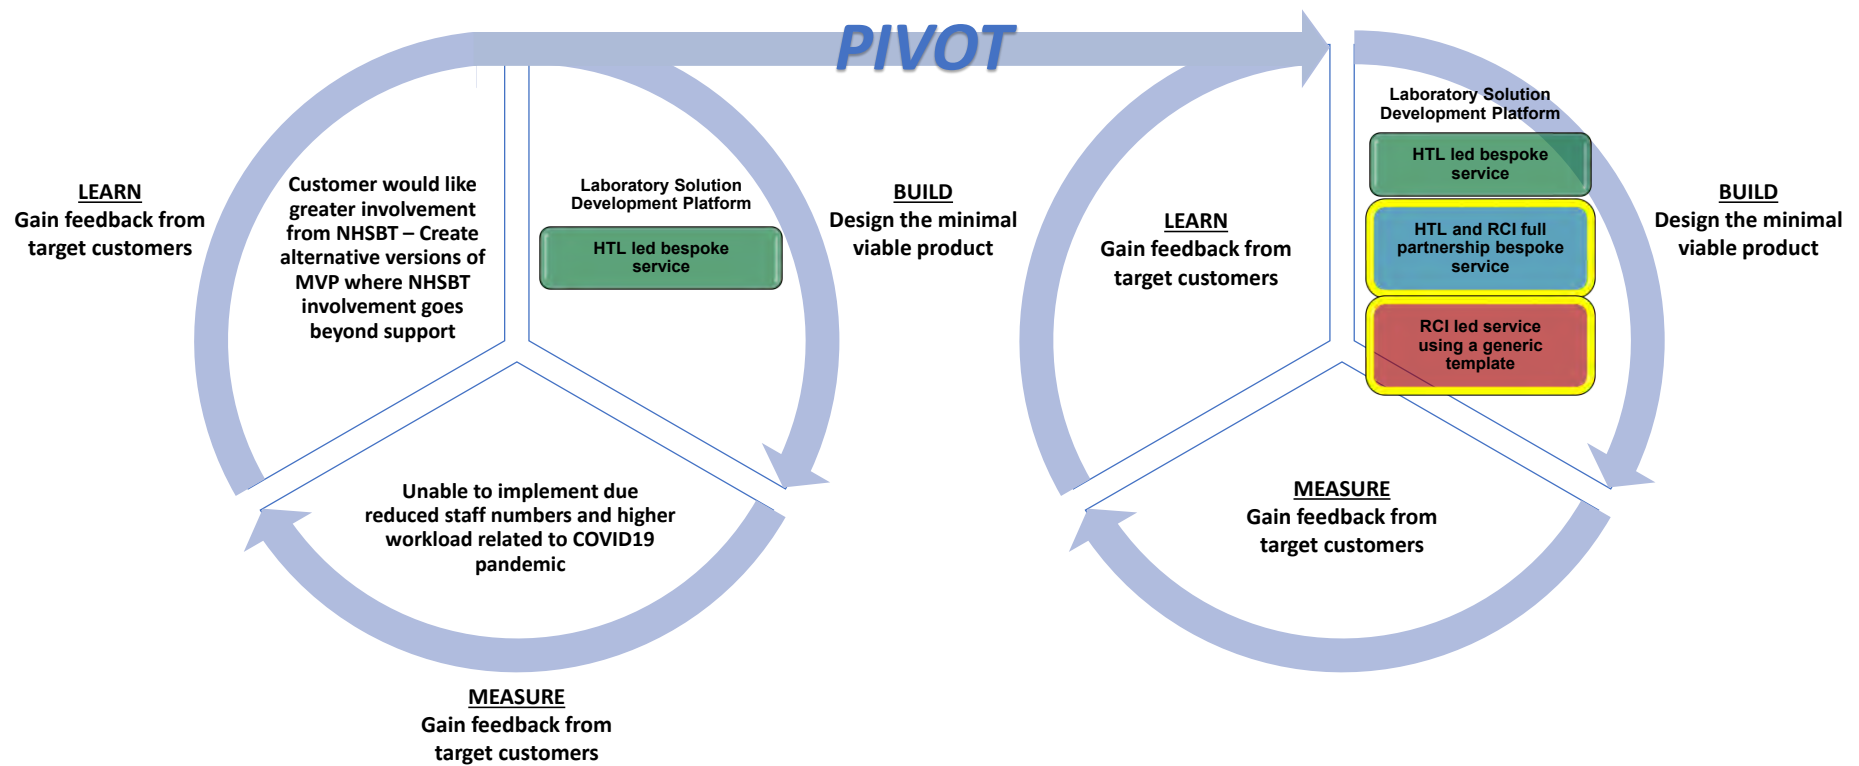 PIVOT
LEARN
Gain feedback from
target customers
Customer would like
greater involvement
from NHSBT – Create
alternative versions of
MVP where NHSBT
involvement goes
beyond support
Laboratory Solution
Development Platform
HTL led bespoke
service
BUILD
Design the minimal
viable product
Unable to implement due
reduced staff numbers and higher
workload related to COVID19
pandemic
MEASURE
Gain feedback from
target customers
LEARN
Gain feedback from
target customers
Laboratory Solution
Development Platform
HTL led bespoke
service
HTL and RCI full
partnership bespoke
service
RCI led service
using a generic
template
BUILD
Design the minimal
viable product
MEASURE
Gain feedback from
target customers